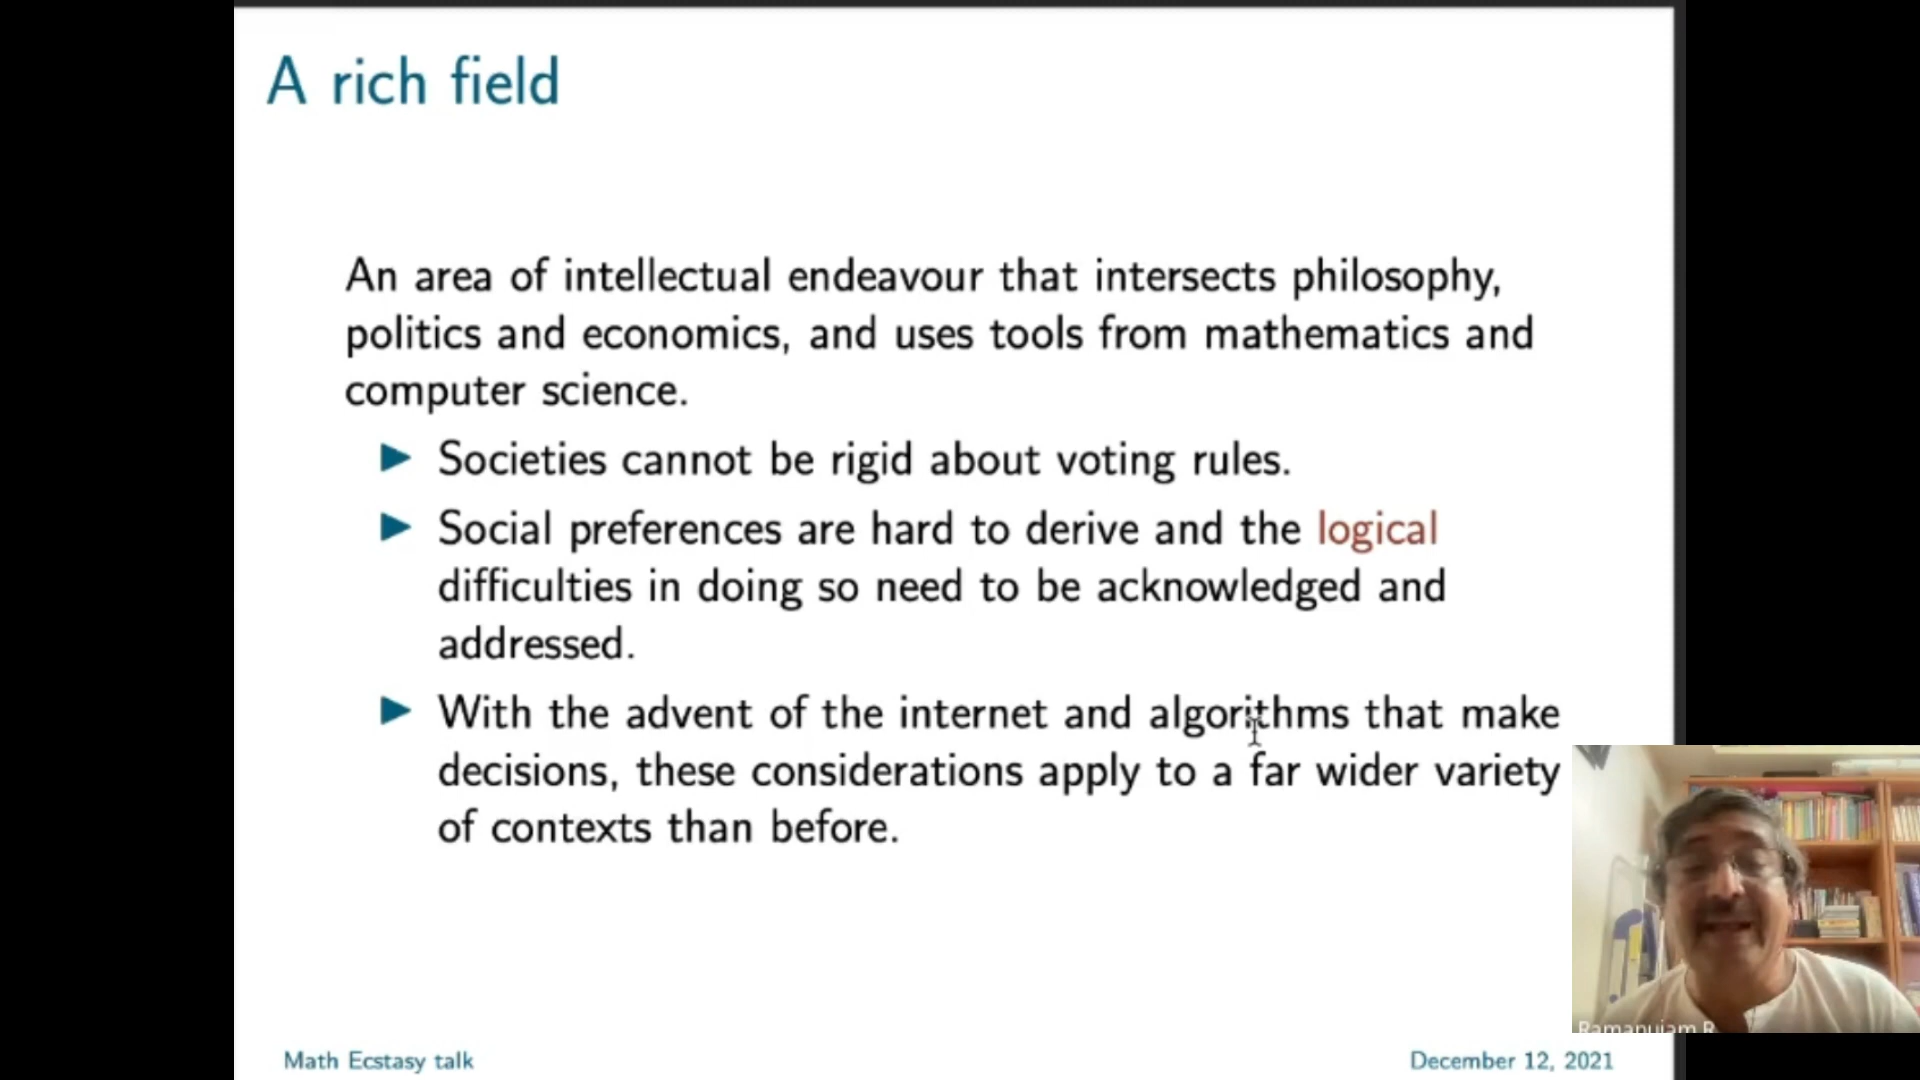 A rich field
An area of intellectual endeavour that intersects philosophy,
politics and economics, and uses tools from mathematics and
computer science.
▶ Societies cannot be rigid about voting rules.
▶ Social preferences are hard to derive and the logical
difficulties in doing so need to be acknowledged and
addressed.
▶ With the advent of the internet and algorithms that make
decisions, these considerations apply to a far wider variety
of contexts than before.
Ramanujam R
Math Ecstasy talk
December 12, 2021